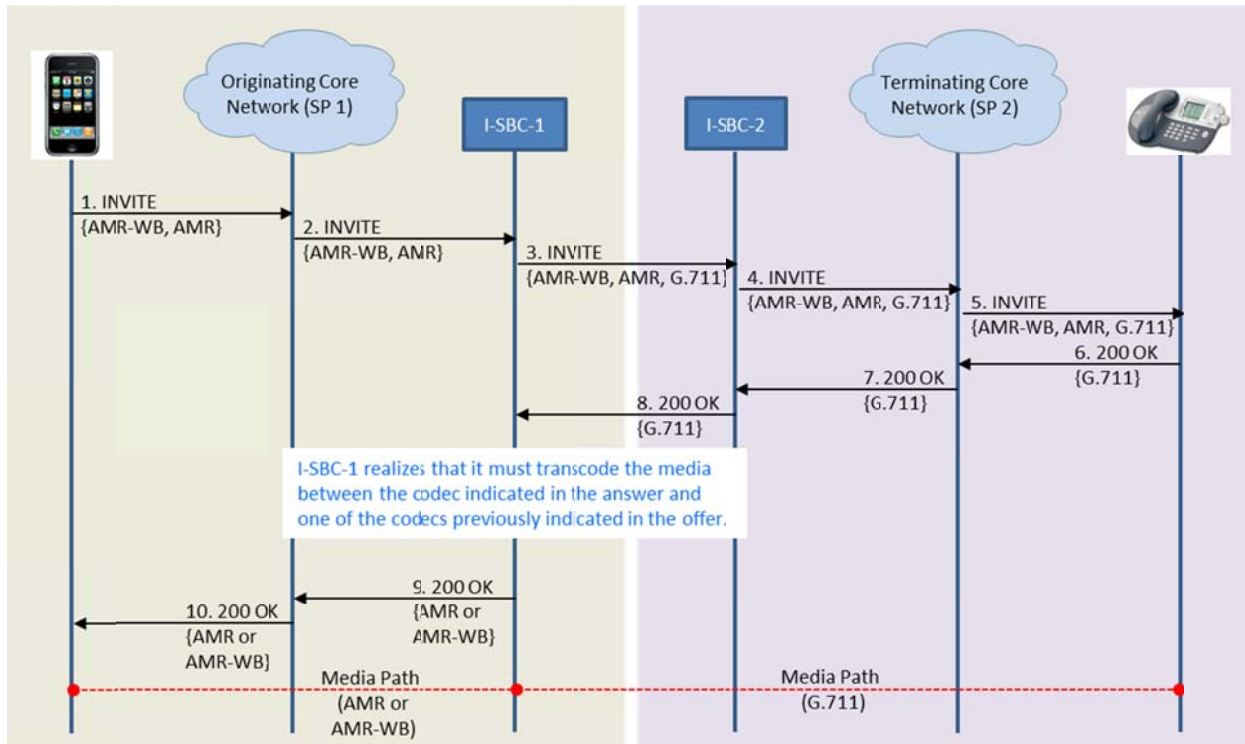 Originating Core
Network (SP 1)
I-SBC-1
I-SBC-2
Terminating Core
Network (SP 2)
1. INVITE
{AMR-WB, AMR}
2. INVITE
{AMR-WB, ANR}
3. INVITE
{AMR-WB, AMR, G.711}
4. INVITE
{AMR-WB, AMR, G.711}
5. INVITE
{AMR-WB, AMR, G.711}
6. 200 OK
{G.711}
7. 200 OK
{G.711}
8. 200 OK
{G.711}
I-SBC-1 realizes that it must transcode the media
between the codec indicated in the answer and
one of the codecs previously indicated in the offer.
9. 200 OK
{AMR or
AMR-WB}
10. 200 OK
{AMR or
AMR-WB}
Media Path
(AMR or
AMR-WB)
Media Path
(G.711)